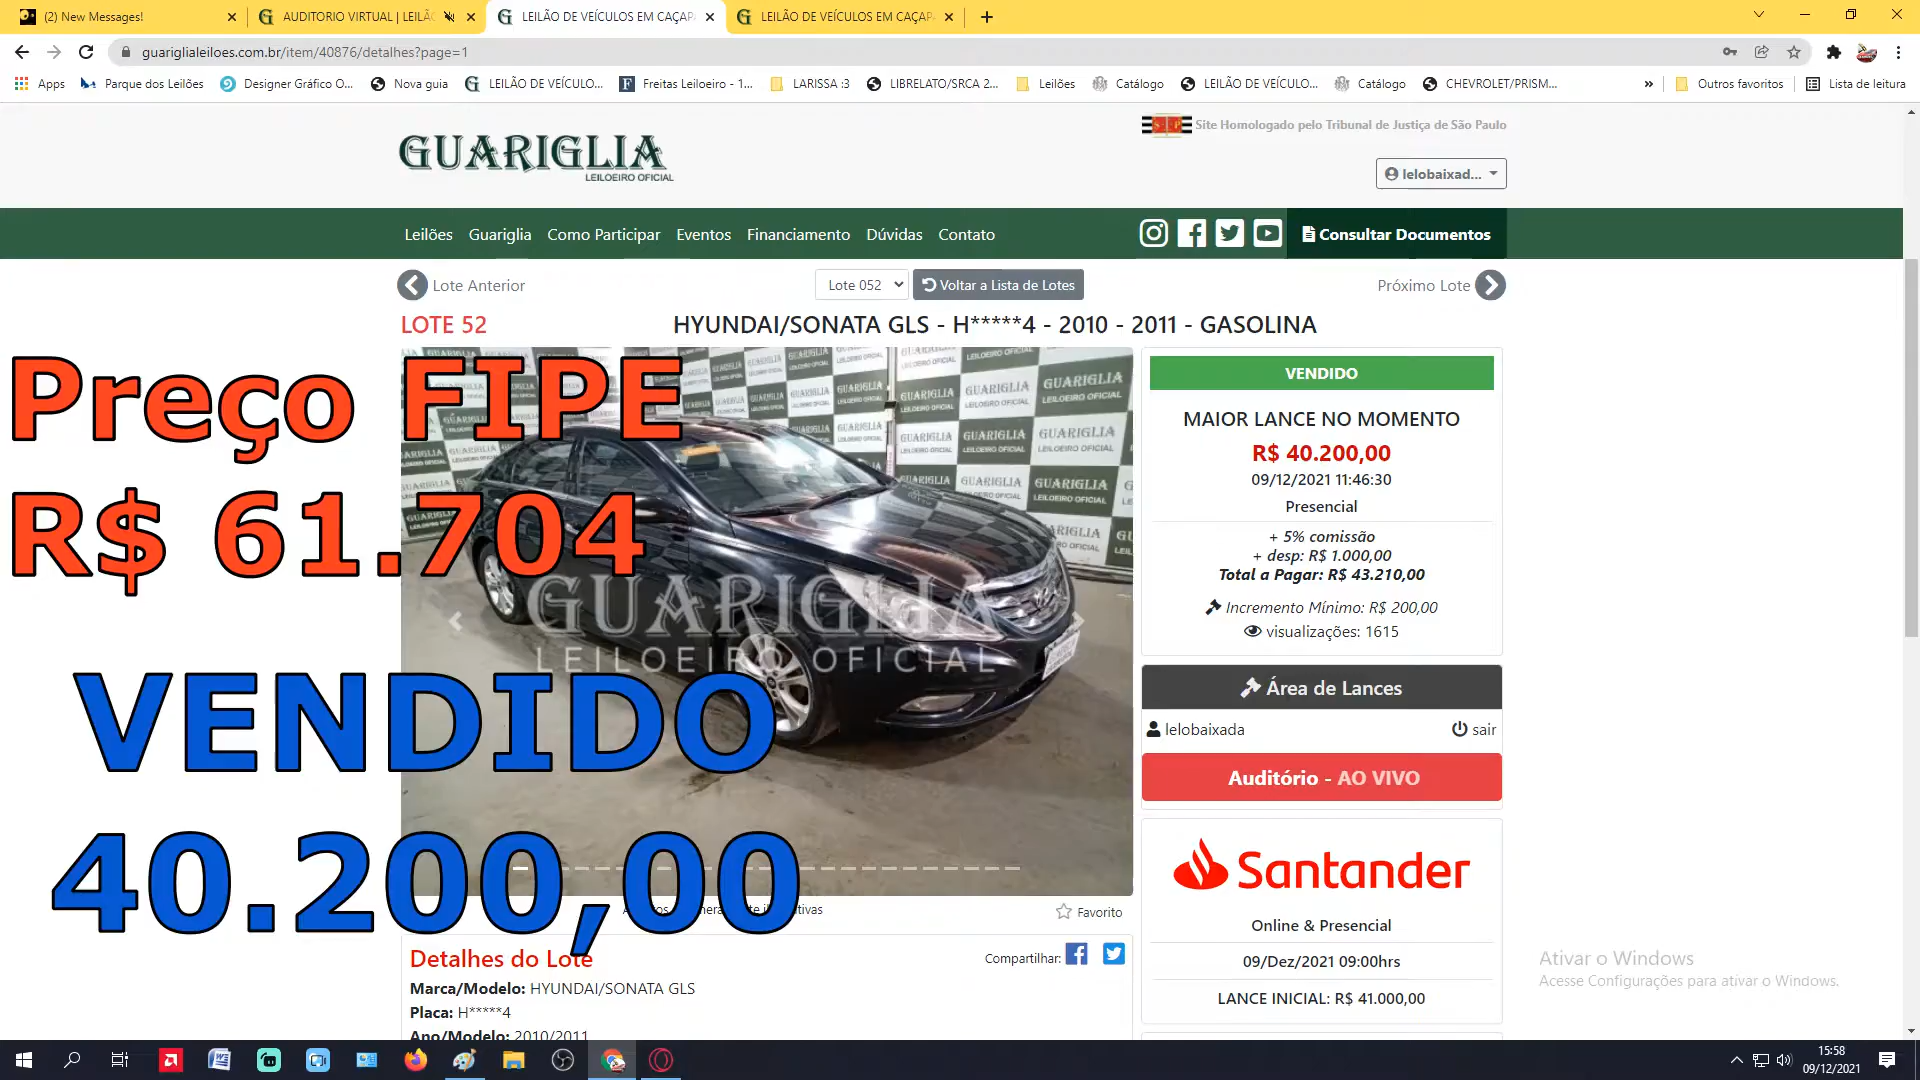 (2) New Messages!
AUDITORIO VIRTUAL | LEILÃ
LEILÃO DE VEÍCULOS EM CAÇAPA
LEILÃO DE VEÍCULOS EM CAÇAPA
guariglialeiloes.com.br/item/40876/detalhes?page=1
Apps
Parque dos Leilões
Designer Gráfico O...
Nova guia
LEILÃO DE VEÍCULO...
Freitas Leiloeiro - 1...
LARISSA :3
LIBRELATO/SRCA 2...
Leilões
Catálogo
LEILÃO DE VEÍCULO...
Catálogo
CHEVROLET/PRISM...
»
Outros favoritos
Lista de leitura
GUARIGLIA
LEILOEIRO OFICIAL
Site Homologado pelo Tribunal de Justiça de São Paulo
lelobaixad...
Leilões
Guariglia
Como Participar
Eventos
Financiamento
Dúvidas
Contato
Consultar Documentos
Lote Anterior
Lote 052
Voltar a Lista de Lotes
Próximo Lote
LOTE 52
HYUNDAI/SONATA GLS - H*****4 - 2010 - 2011 - GASOLINA
Preço FIPE
R$ 61.704
VENDIDO
40.200,00
GUARIGLIA
LEILOEIRO OFICIAL
VENDIDO
MAIOR LANCE NO MOMENTO
R$ 40.200,00
09/12/2021 11:46:30
Presencial
+ 5% comissão
+ desp: R$ 1.000,00
Total a Pagar: R$ 43.210,00
Incremento Mínimo: R$ 200,00
visualizações: 1615
Área de Lances
lelobaixada
sair
Auditório - AO VIVO
Santander
Online & Presencial
09/Dez/2021 09:00hrs
LANCE INICIAL: R$ 41.000,00
Favorito
Detalhes do Lote
Compartilhar:
Marca/Modelo: HYUNDAI/SONATA GLS
Placa: H*****4
Ano/Modelo: 2010/2011
Ativar o Windows
Acesse Configurações para ativar o Windows.
15:58
09/12/2021